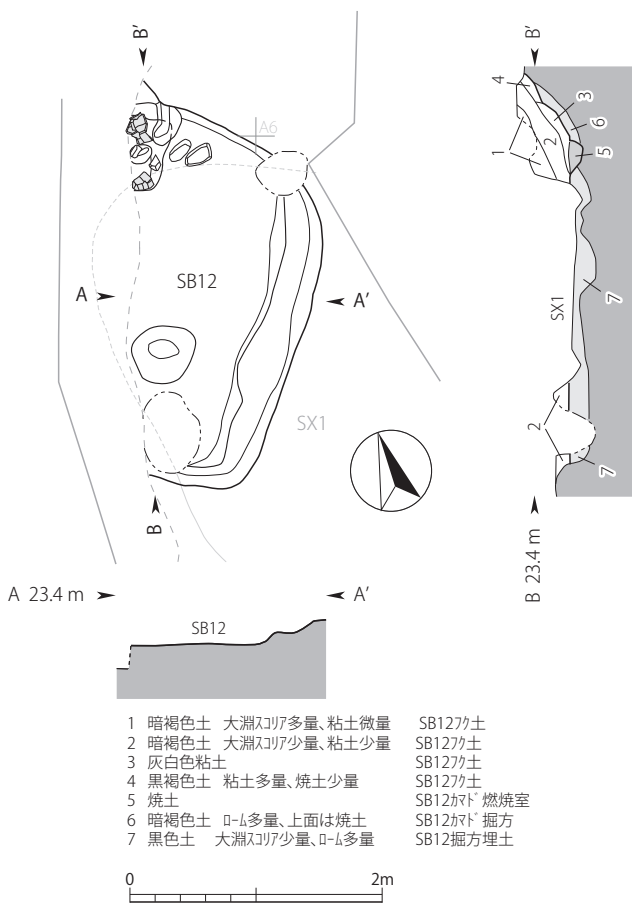 B'
B'
4
3
6
1
2
5
A6
SB12
A
A'
7
SX1
SX1
2
7
B
B 23.4 m
A 23.4 m
A'
SB12
1 暗褐色土 大淵ｽｺﾘｱ多量、粘土微量 SB12ﾌｸ土
2 暗褐色土 大淵ｽｺﾘｱ少量、粘土少量 SB12ﾌｸ土
3 灰白色粘土 SB12ﾌｸ土
4 黒褐色土 粘土多量、焼土少量 SB12ﾌｸ土
5 焼土 SB12ｶﾏﾄﾞ燃焼室
6 暗褐色土 ﾛｰﾑ多量、上面は焼土 SB12ｶﾏﾄﾞ掘方
7 黒色土 大淵ｽｺﾘｱ少量、ﾛｰﾑ多量 SB12掘方埋土
0 2m